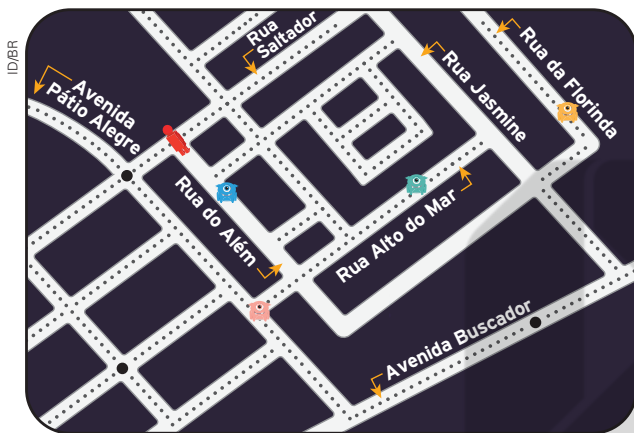 ID/BR
Rua
Saltador
Avenida
Pátio Alegre
Rua Jasmine
Rua da Florinda
Rua do Além
Rua Alto do Mar
Avenida Buscador